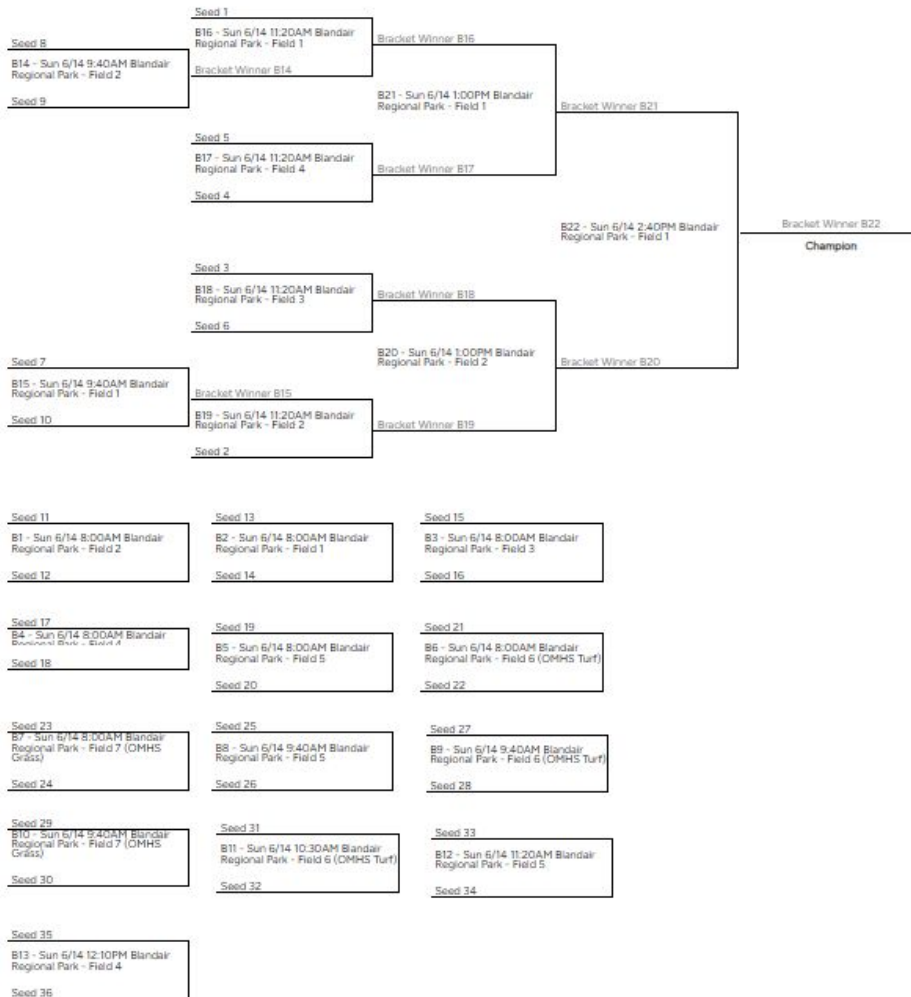 Seed 1
B16 - Sun 6/14 11:20AM Blandair
Regional Park - Field 1
Bracket Winner B14
Seed 8
B14 - Sun 6/14 9:40AM Blandair
Regional Park - Field 2
Seed 9
Bracket Winner B16
B21 - Sun 6/14 1:00PM Blandair
Regional Park - Field 1
Bracket Winner B17
Seed 5
B17 - Sun 6/14 11:20AM Blandair
Regional Park - Field 4
Seed 4
Bracket Winner B21
B22 - Sun 6/14 2:40PM Blandair
Regional Park - Field 1
Bracket Winner B20
Bracket Winner B22
Champion
Seed 3
B18 - Sun 6/14 11:20AM Blandair
Regional Park - Field 3
Seed 6
Bracket Winner B18
B20 - Sun 6/14 1:00PM Blandair
Regional Park - Field 2
Bracket Winner B19
Seed 7
B15 - Sun 6/14 9:40AM Blandair
Regional Park - Field 1
Seed 10
Bracket Winner B15
B19 - Sun 6/14 11:20AM Blandair
Regional Park - Field 2
Seed 2
Seed 11
B1 - Sun 6/14 8:00AM Blandair
Regional Park - Field 2
Seed 12
Seed 13
B2 - Sun 6/14 8:00AM Blandair
Regional Park - Field 1
Seed 14
Seed 15
B3 - Sun 6/14 8:00AM Blandair
Regional Park - Field 3
Seed 16
Seed 17
B4 - Sun 6/14 8:00AM Blandair
Regional Park - Field 4
Seed 18
Seed 19
B5 - Sun 6/14 8:00AM Blandair
Regional Park - Field 5
Seed 20
Seed 21
B6 - Sun 6/14 8:00AM Blandair
Regional Park - Field 6 (OMHS Turf)
Seed 22
Seed 23
B7 - Sun 6/14 8:00AM Blandair
Regional Park - Field 7 (OMHS
Grass)
Seed 24
Seed 25
B8 - Sun 6/14 9:40AM Blandair
Regional Park - Field 5
Seed 26
Seed 27
B9 - Sun 6/14 9:40AM Blandair
Regional Park - Field 6 (OMHS Turf)
Seed 28
Seed 29
B10 - Sun 6/14 9:40AM Blandair
Regional Park - Field 7 (OMHS
Grass)
Seed 30
Seed 31
B11 - Sun 6/14 10:30AM Blandair
Regional Park - Field 6 (OMHS Turf)
Seed 32
Seed 33
B12 - Sun 6/14 11:20AM Blandair
Regional Park - Field 5
Seed 34
Seed 35
B13 - Sun 6/14 12:10PM Blandair
Regional Park - Field 4
Seed 36